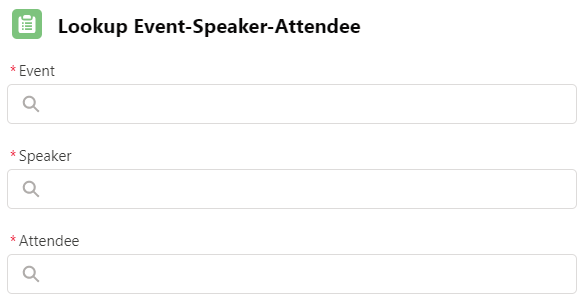 Lookup Event-Speaker-Attendee
*Event
*Speaker
*Attendee